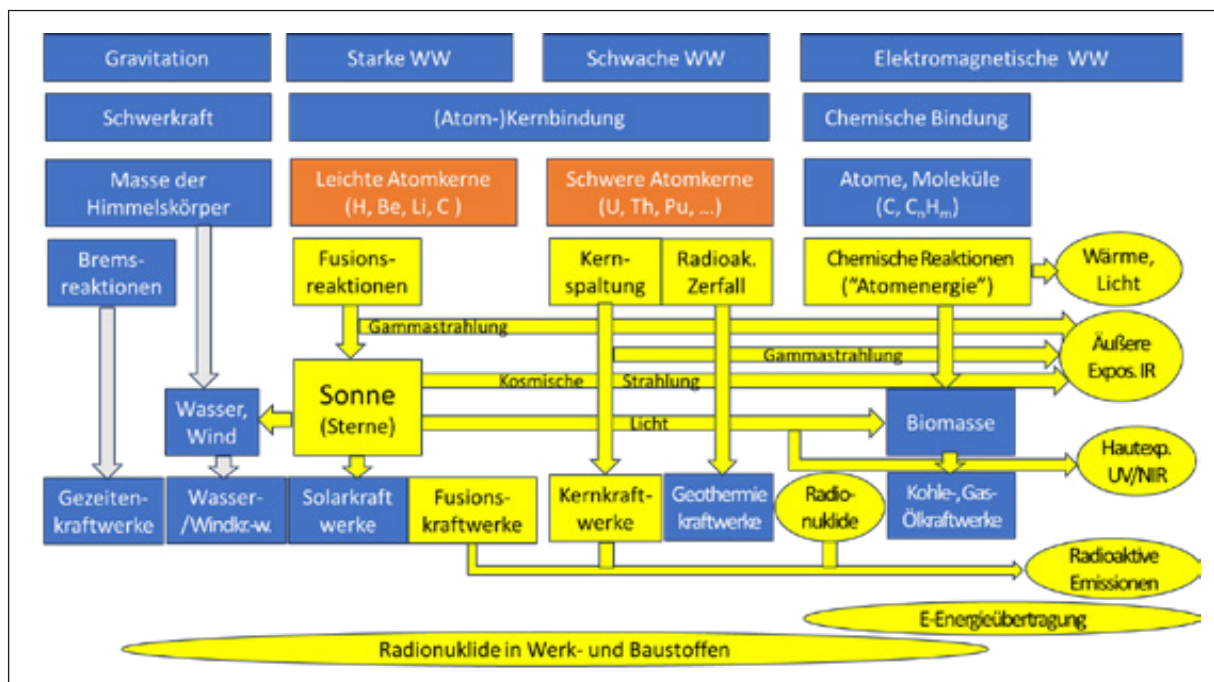 Gravitation
Starke WW
Schwache WW
Elektromagnetische WW
Schwerkraft
(Atom-)Kernbindung
Chemische Bindung
Masse der
Himmelskörper
Leichte Atomkerne
(H, Be, Li, C )
Schwere Atomkerne
(U, Th, Pu, ...)
Atome, Moleküle
(C, CnHm)
Brems-
reaktionen
Fusions-
reaktionen
Kern-
spaltung
Radioak.
Zerfall
Chemische Reaktionen
("Atomenergie")
Wärme,
Licht
Gammastrahlung
Gammastrahlung
Äußere
Expos. IR
Kosmische Strahlung
Sonne
(Sterne)
Wasser,
Wind
Licht
Biomasse
Hautexp.
UV/NIR
Gezeiten-
kraftwerke
Wasser-
/Windkr.-w.
Solarkraft
werke
Fusions-
kraftwerke
Kernkraft-
werke
Geothermie
kraftwerke
Radio-
nuklide
Kohle-, Gas-
Ölkraftwerke
Radioaktive
Emissionen
E-Energieübertragung
Radionuklide in Werk- und Baustoffen